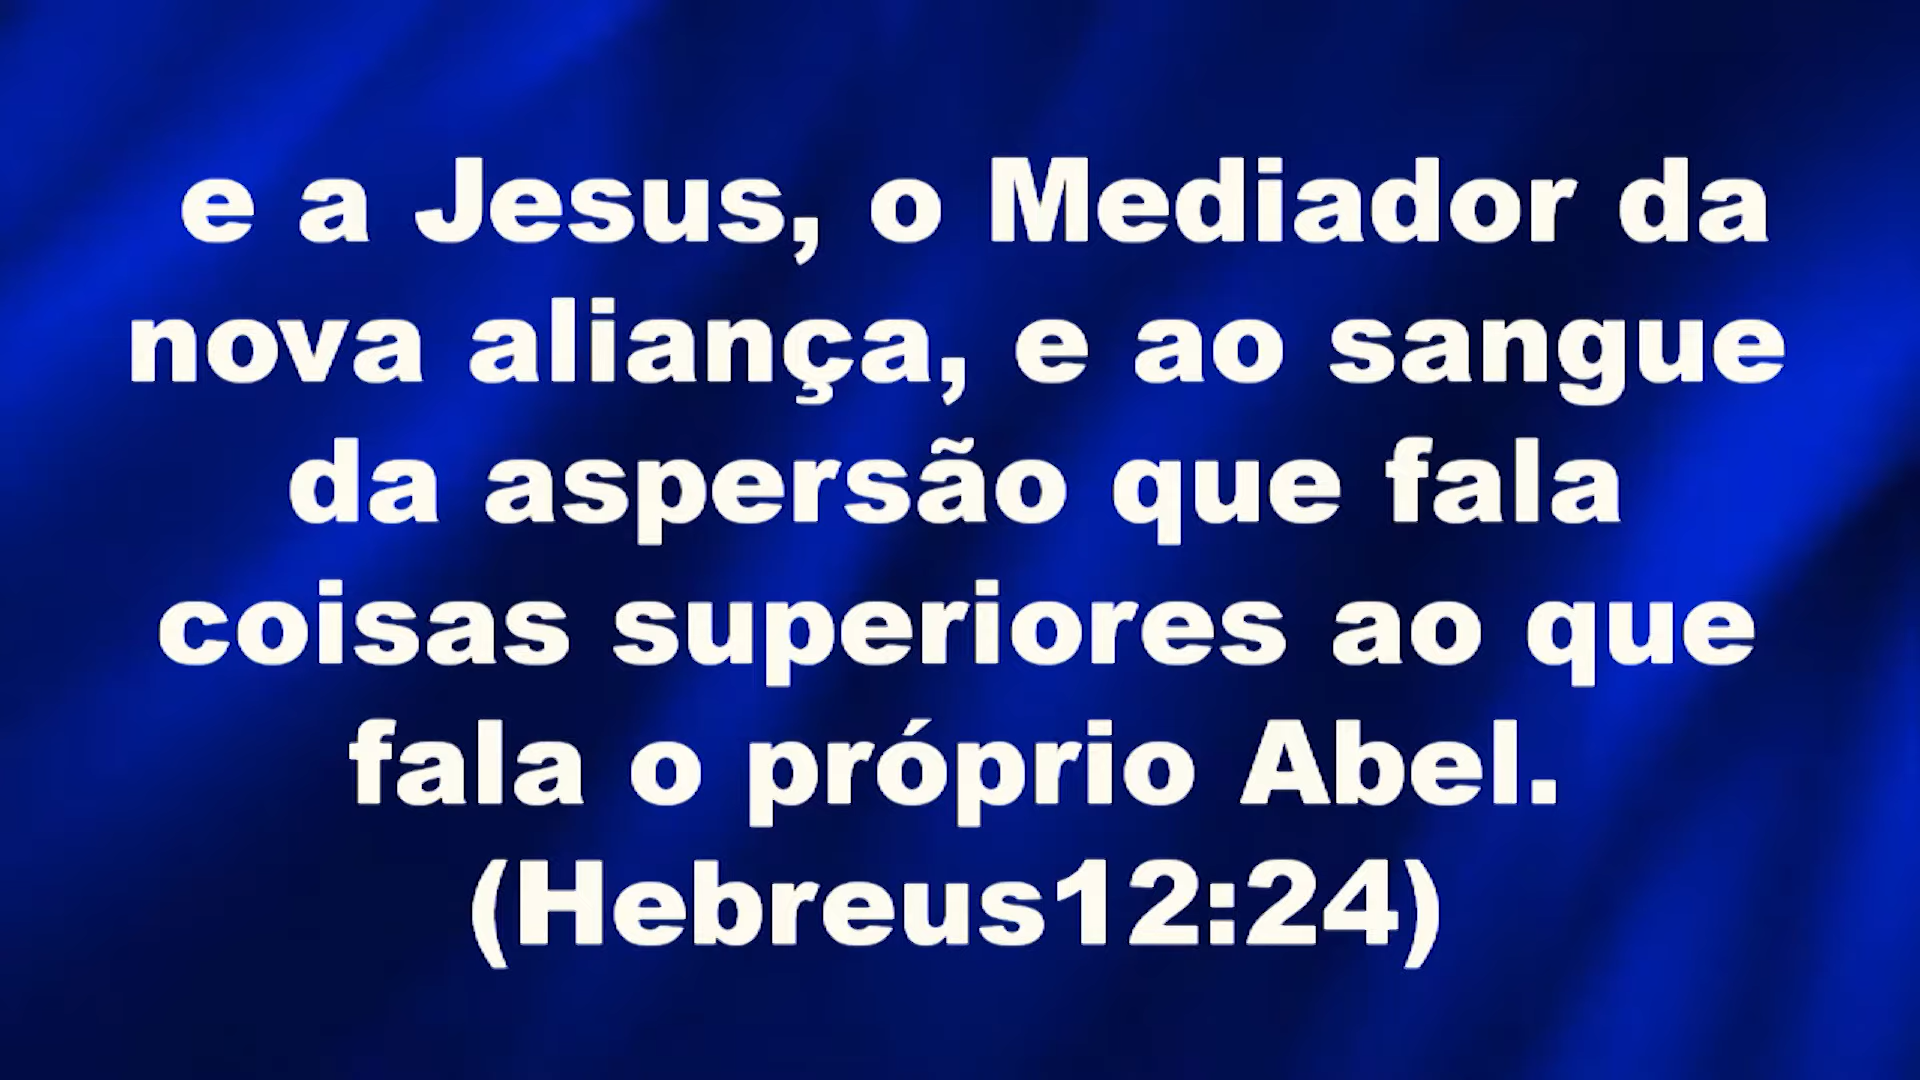 e a Jesus, o Mediador da
nova aliança, e ao sangue
da aspersão que fala
coisas superiores ao que
fala o próprio Abel.
(Hebreus12:24)